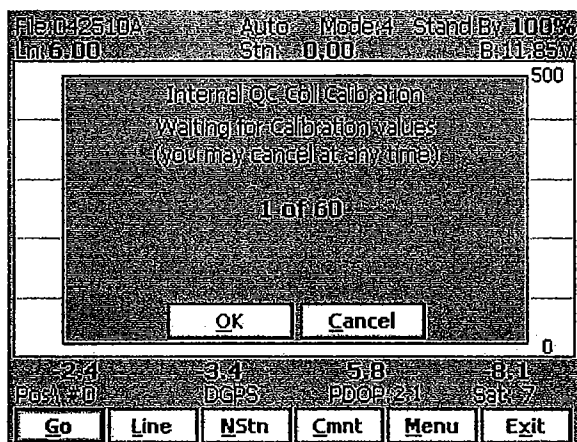 File:042510A Auto Mode:4 Stand By 100%
Ln: 6.00 Stn: 0.00 B:11.85V
500
Internal QC Coil Calibration
Waiting for Calibration values
(you may cancel at any time)
1 of 60
OK Cancel
0
-2.4 3.4 5.8 8.1
DGPS PDOP: 2.1 Sat: 7
Go Line NStn Cmnt Menu Exit